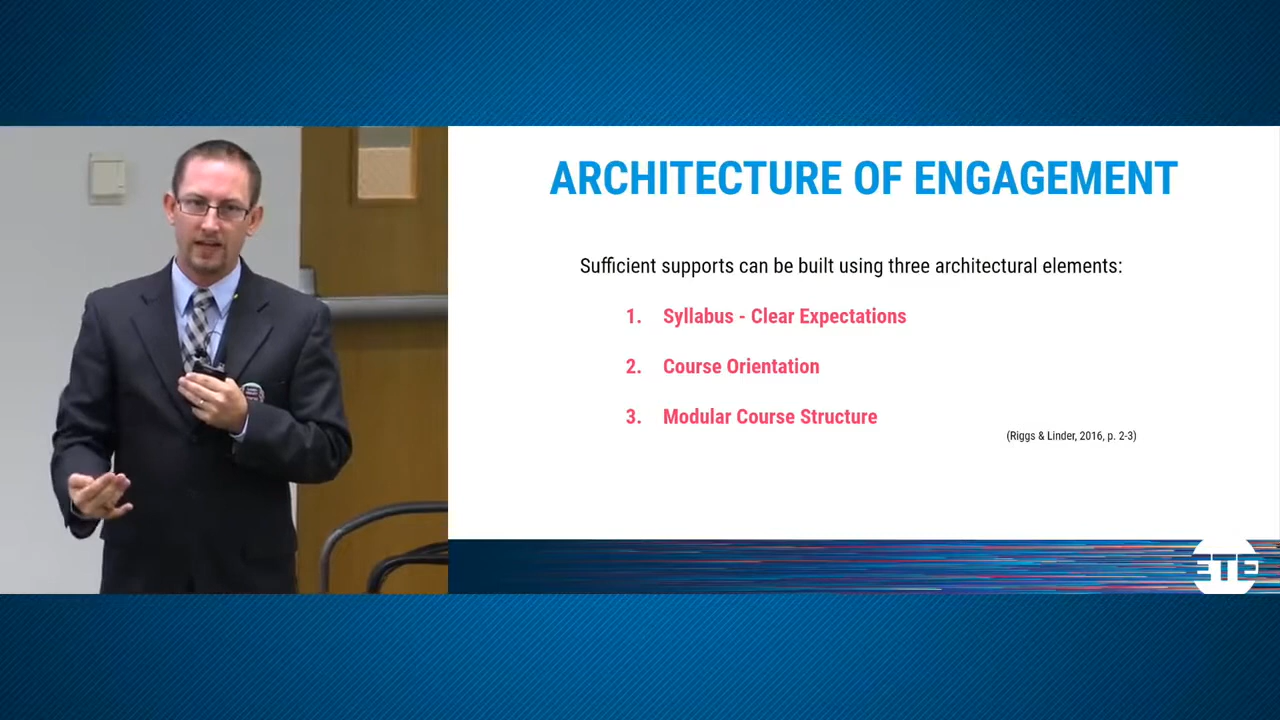 ARCHITECTURE OF ENGAGEMENT
Sufficient supports can be built using three architectural elements:
1. Syllabus - Clear Expectations
2. Course Orientation
3. Modular Course Structure
(Riggs & Linder, 2016, p. 2-3)
ETE